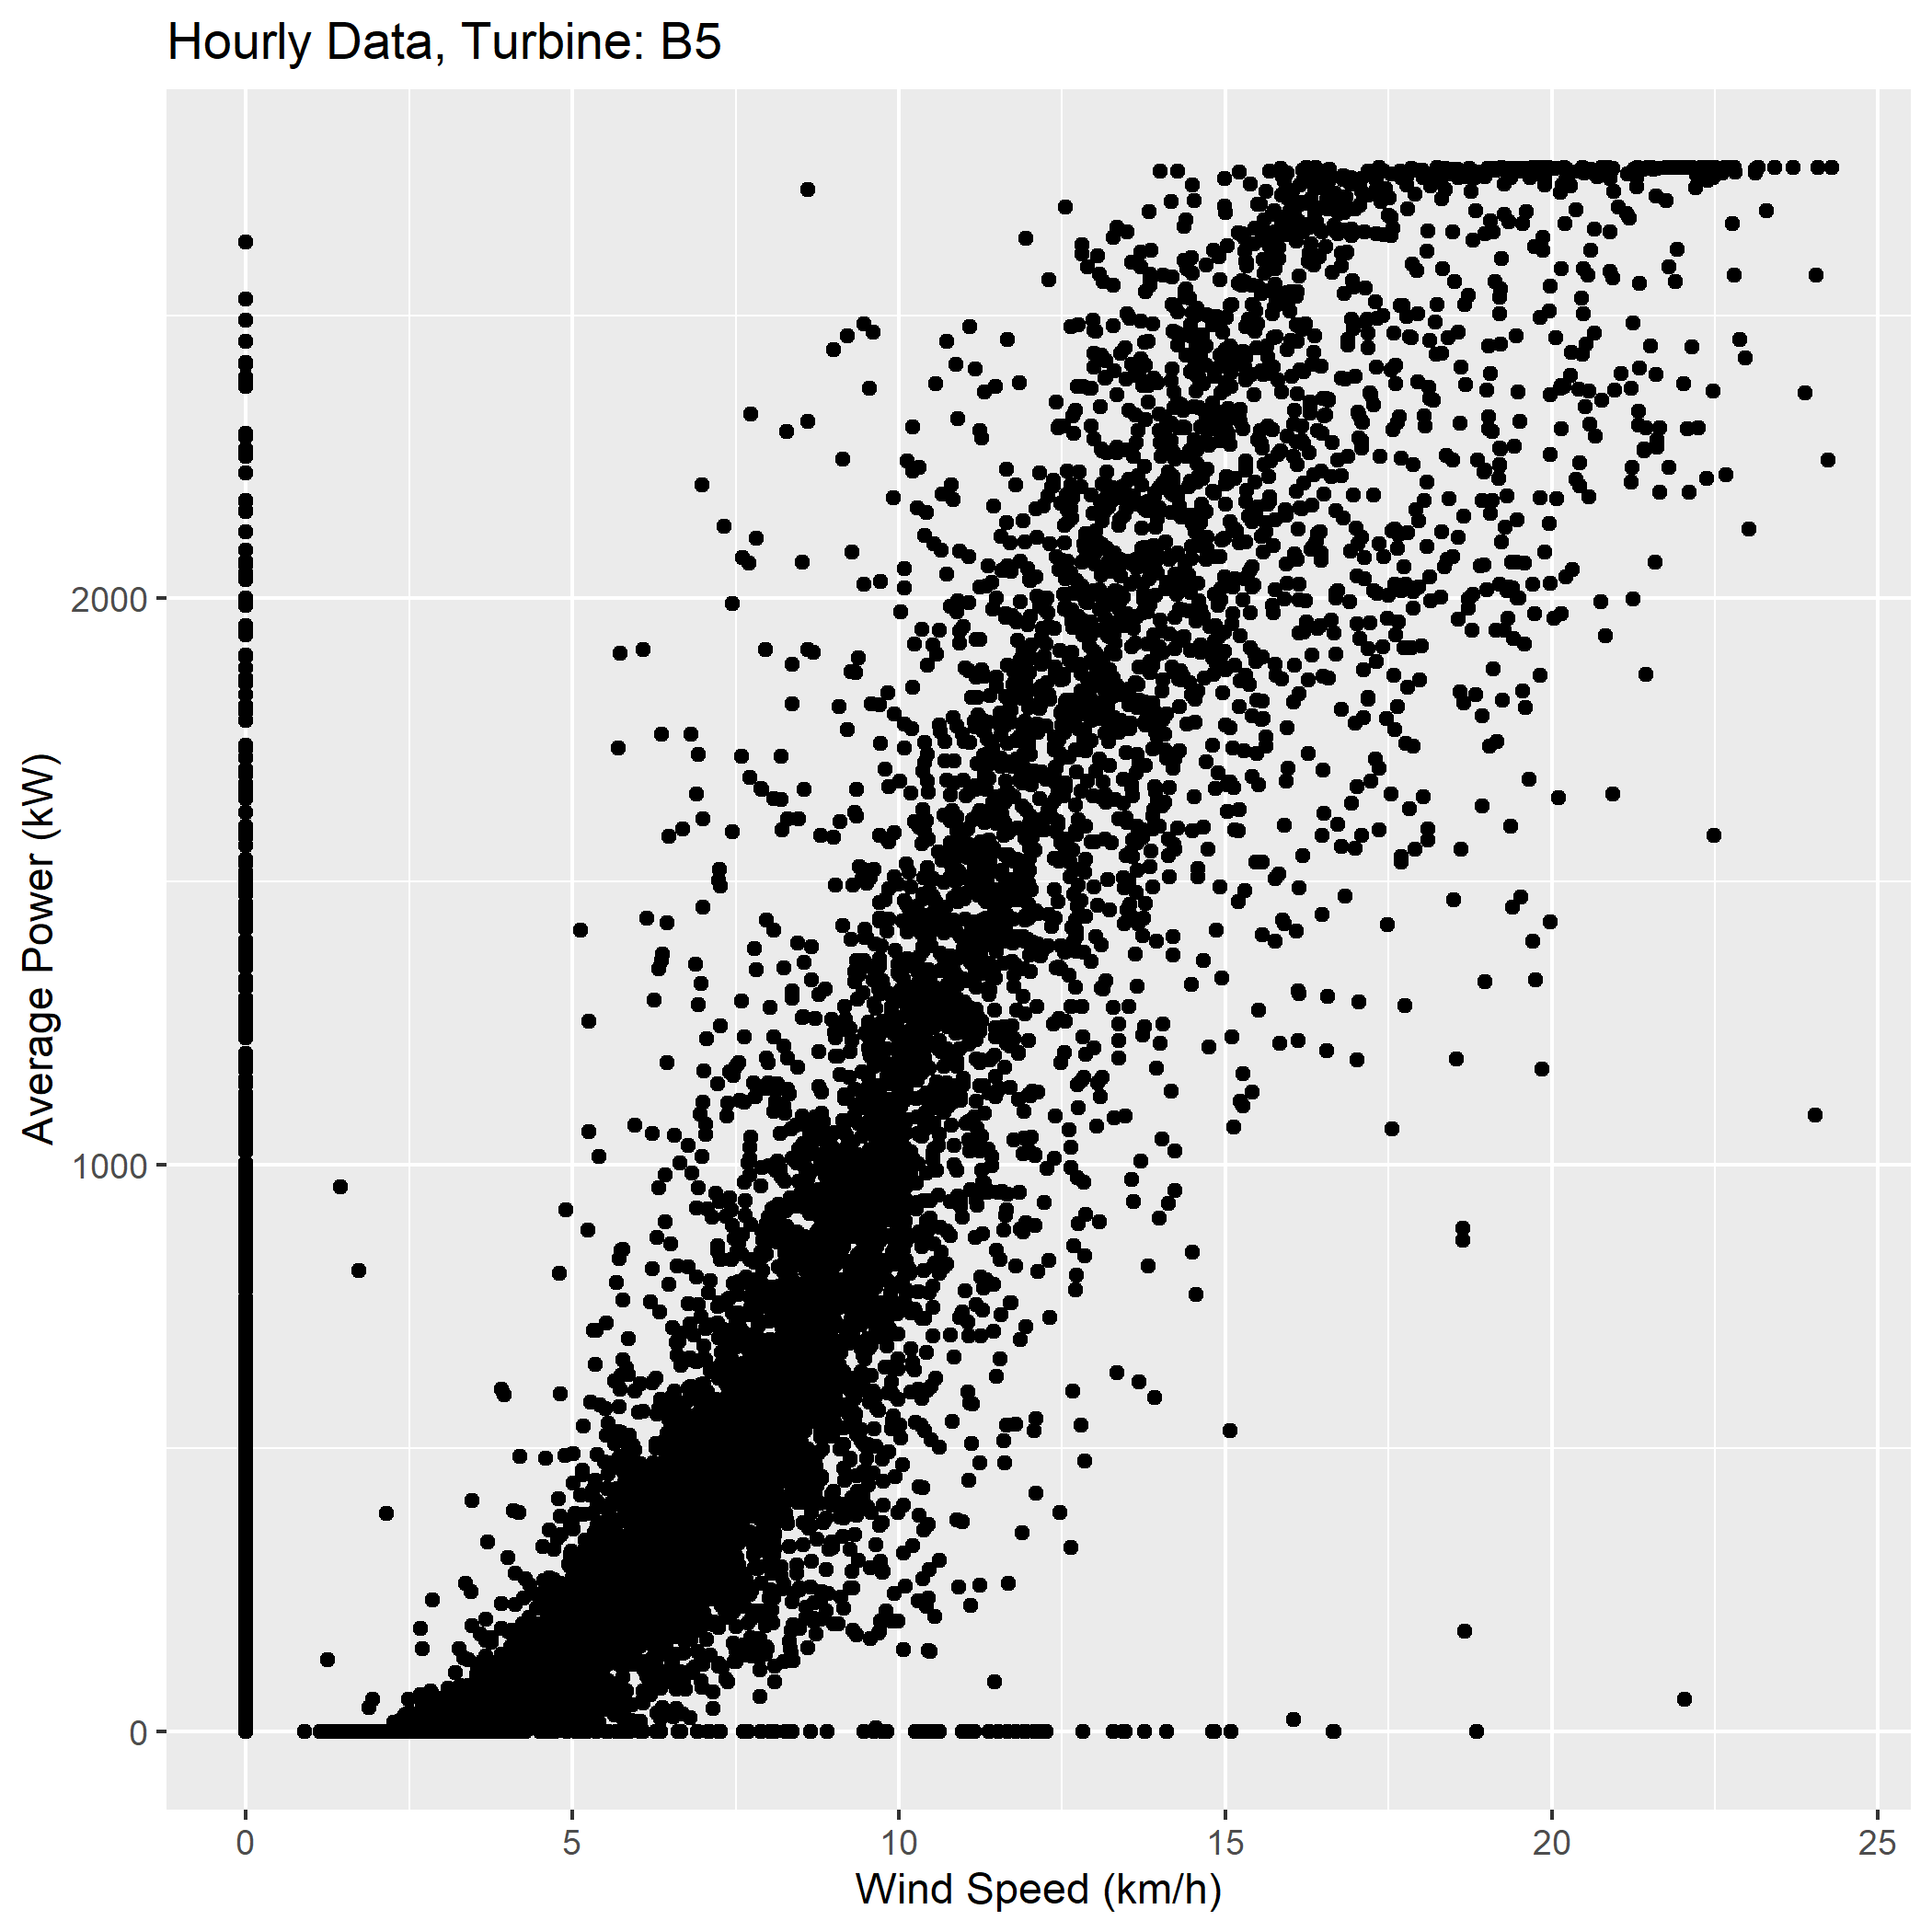 Hourly Data, Turbine: B5
Average Power (kW)
2000
1000
0
0 5 10 15 20 25
Wind Speed (km/h)